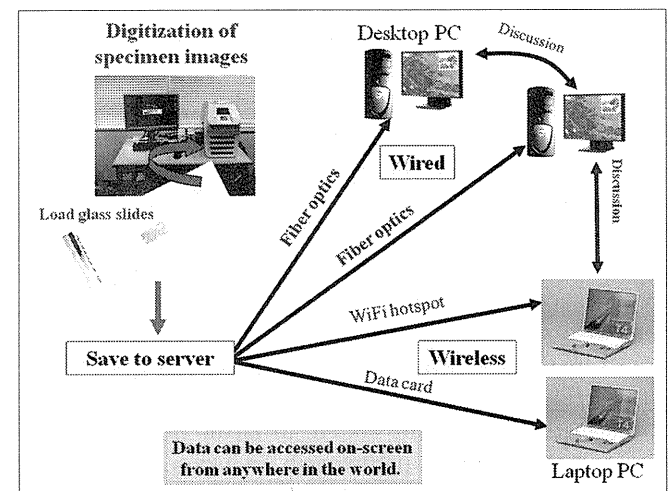 Digitization of
specimen images
Desktop PC
Discussion
Wired
Load glass slides
Fiber optics
Fiber optics
Discussion
WiFi hotspot
Save to server
Wireless
Data card
Data can be accessed on-screen
from anywhere in the world.
Laptop PC